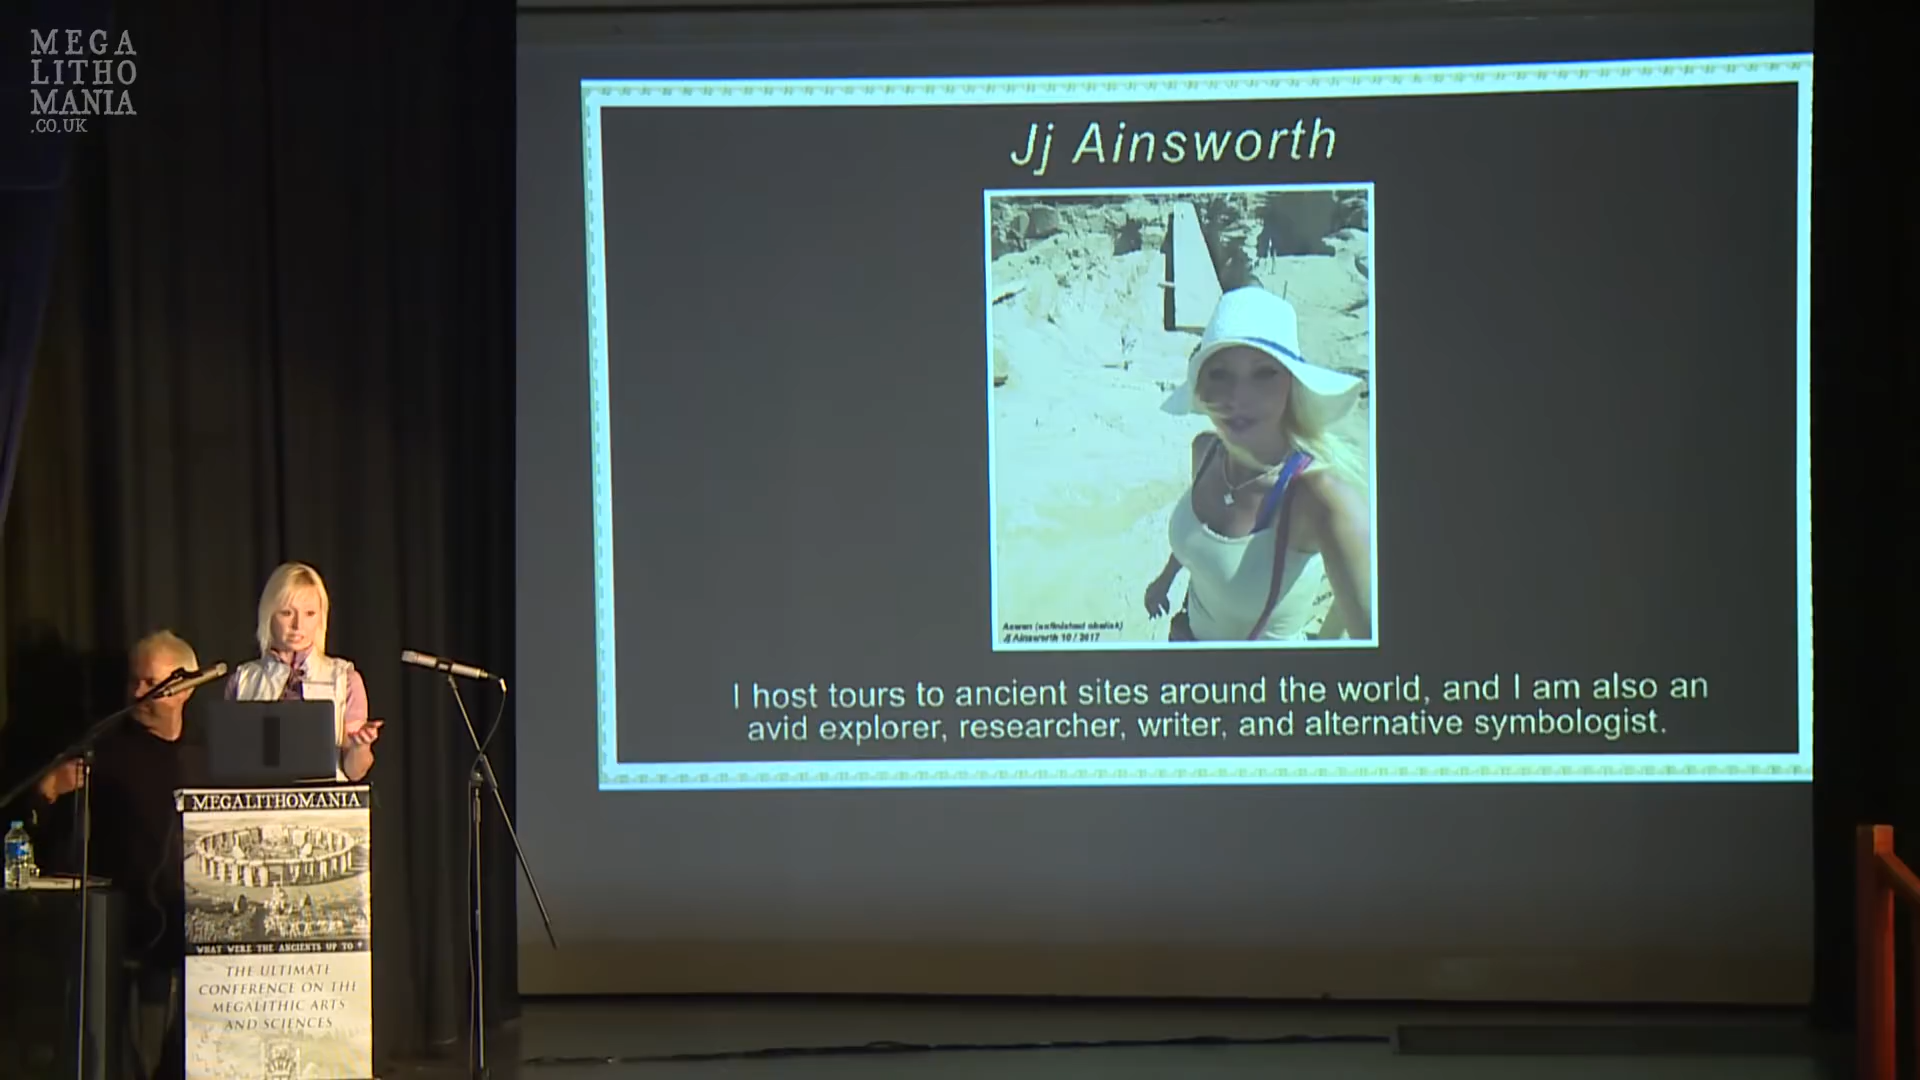 MEGA
LITHO
MANIA
.CO.UK
Jj Ainsworth
Aswan (unfinished obelisk)
Jj Ainsworth 10 / 2017
I host tours to ancient sites around the world, and I am also an
avid explorer, researcher, writer, and alternative symbologist.
MEGALITHOMANIA
WHAT WERE THE ANCIENTS UP TO ?
THE ULTIMATE
CONFERENCE ON THE
MEGALITHIC ARTS
AND SCIENCES